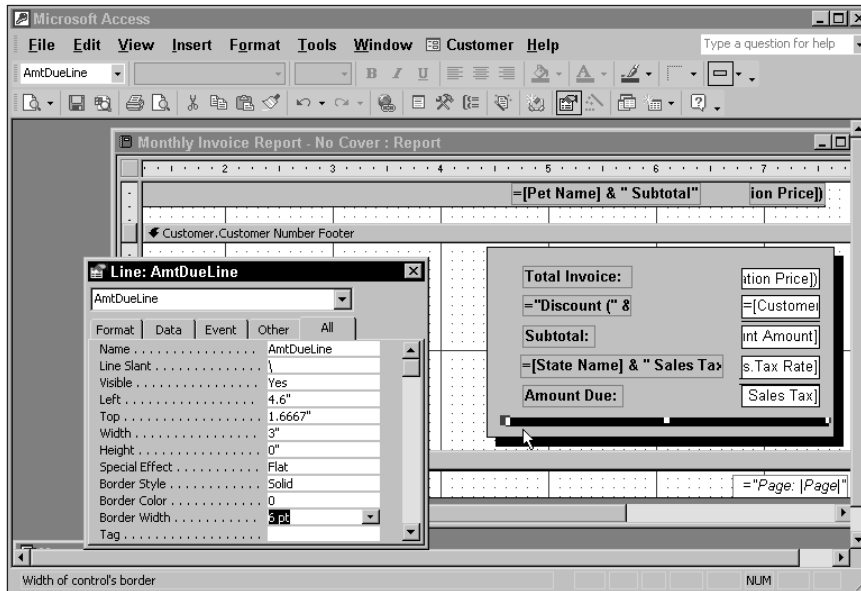 Microsoft Access
File Edit View Insert Format Tools Window Customer Help
Type a question for help
AmtDueLine
B I U
Monthly Invoice Report - No Cover : Report
1 2 3 4 5 6 7
=[Pet Name] & " Subtotal"
ion Price])
Customer.Customer Number Footer
Line: AmtDueLine
AmtDueLine
Format Data Event Other All
Name AmtDueLine
Line Slant \
Visible Yes
Left 4.6"
Top 1.6667"
Width 3"
Height 0"
Special Effect Flat
Border Style Solid
Border Color 0
Border Width 6 pt
Tag
Total Invoice: ation Price])
="Discount (" & =[Customer
Subtotal: nt Amount]
=[State Name] & " Sales Tax s.Tax Rate]
Amount Due: Sales Tax]
="Page: |Page|"
Width of control's border
NUM